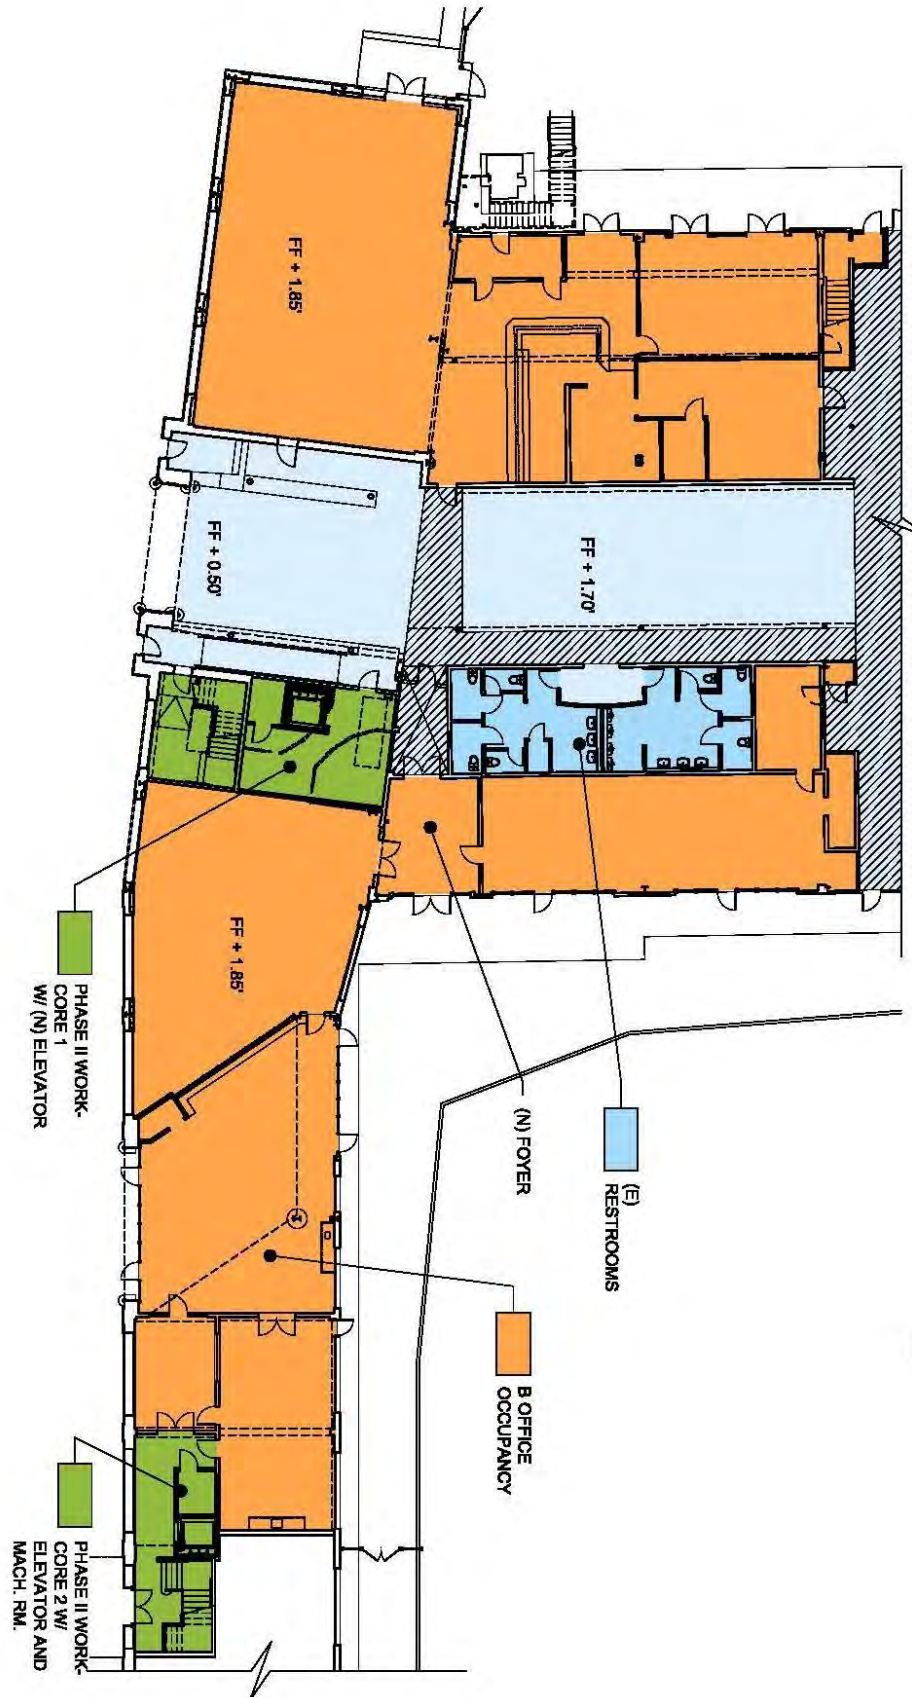 FF + 1.85'
FF + 0.50'
FF + 1.70'
FF + 1.85'
PHASE II WORK-
CORE 1
W/ (N) ELEVATOR
(N) FOYER
(E)
RESTROOMS
B OFFICE
OCCUPANCY
PHASE II WORK-
CORE 2 W/
ELEVATOR AND
MACH. RM.